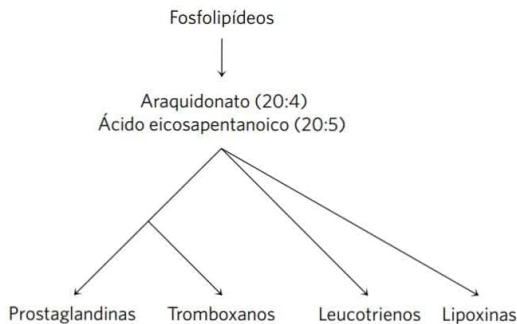 Fosfolipídeos
Araquidonato (20:4)
Ácido eicosapentanoico (20:5)
Prostaglandinas Tromboxanos Leucotrienos Lipoxinas